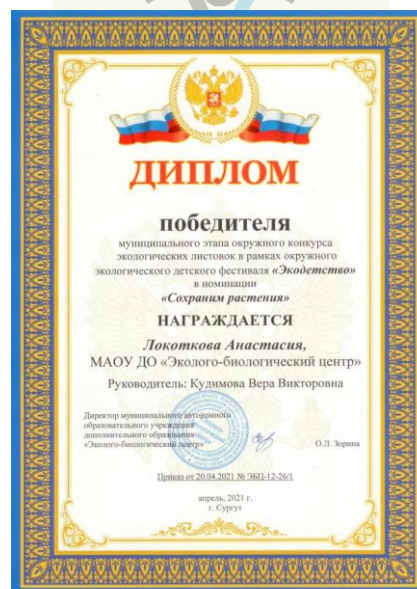 ДИПЛОМ
победителя
муниципального этапа окружного конкурса
экологических листовок в рамках окружного
экологического детского фестиваля «Экодетство»
в номинации
«Сохраним растения»
НАГРАЖДАЕТСЯ
Локоткова Анастасия,
МАОУ ДО «Эколого-биологический центр»
Руководитель: Кудимова Вера Викторовна
Директор муниципального автономного
образовательного учреждения
дополнительного образования
«Эколого-биологический центр»
О.Л. Зорина
Приказ от 20.04.2021 № ЭБЦ-12-26/1
апрель, 2021 г.
г. Сургут